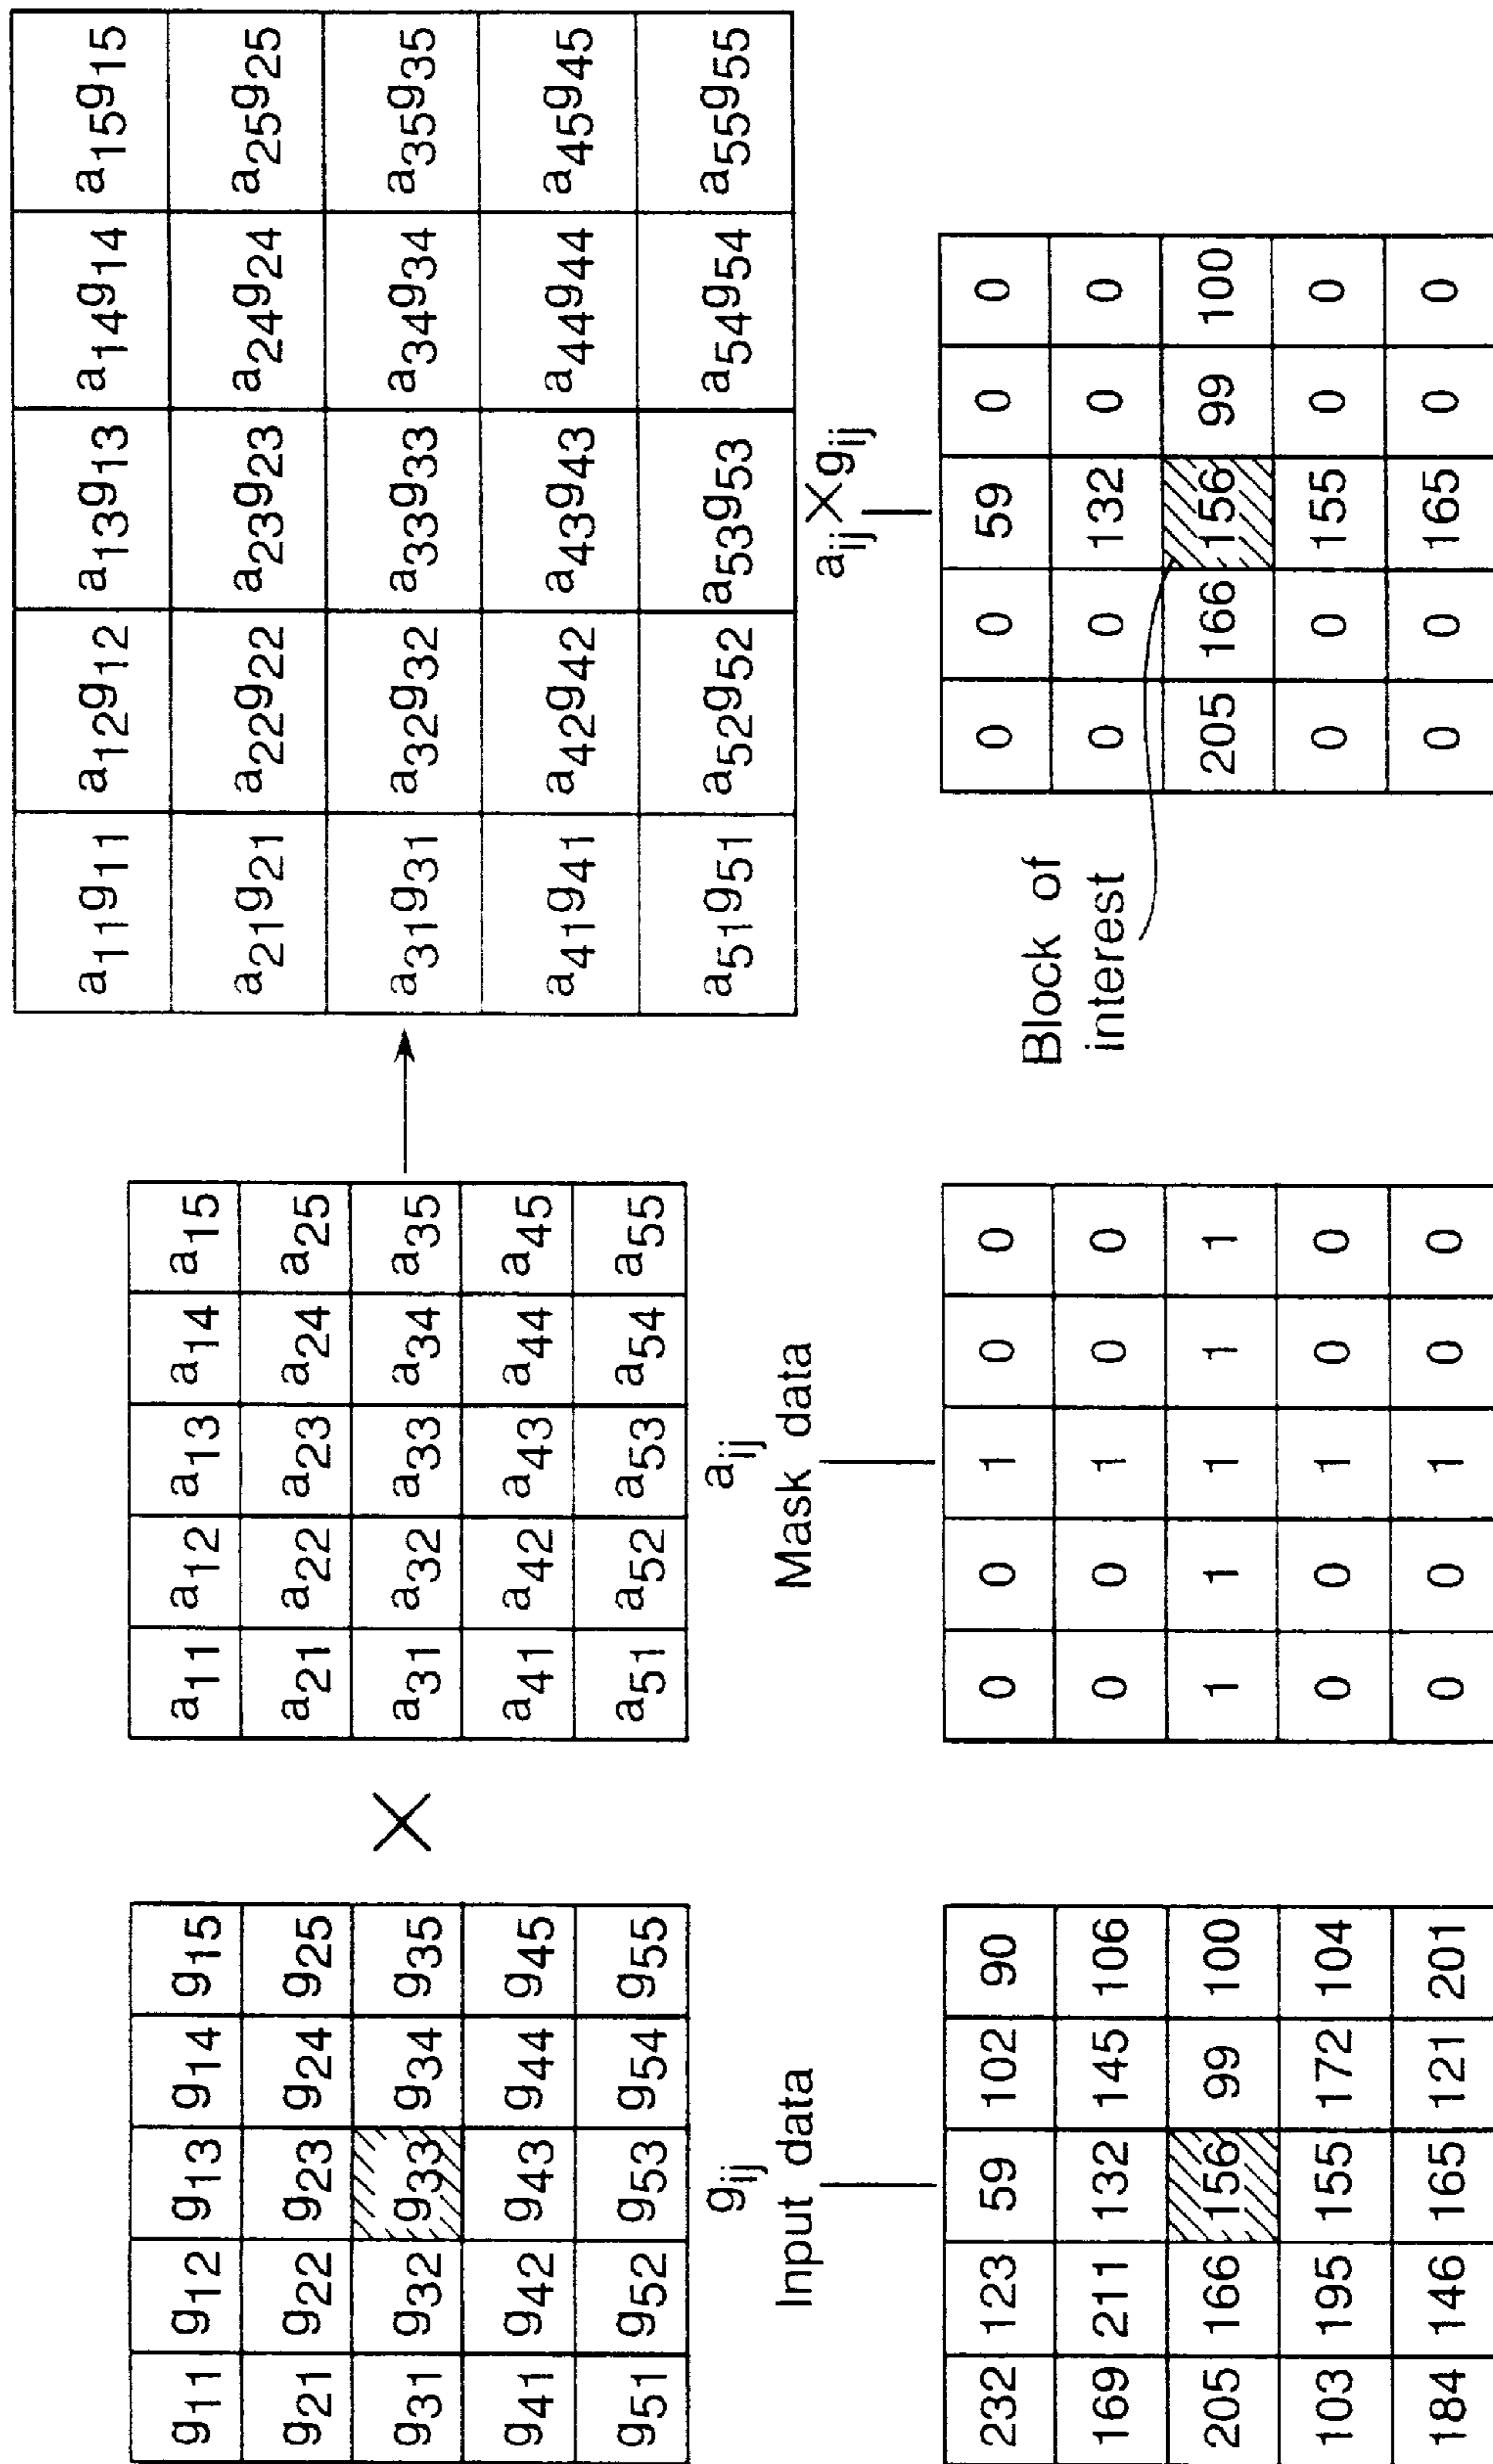 g11 g12 g13 g14 g15
g21 g22 g23 g24 g25
g31 g32 g33 g34 g35
g41 g42 g43 g44 g45
g51 g52 g53 g54 g55
gij
Input data
×
a11 a12 a13 a14 a15
a21 a22 a23 a24 a25
a31 a32 a33 a34 a35
a41 a42 a43 a44 a45
a51 a52 a53 a54 a55
aij
Mask data
a11g11 a12g12 a13g13 a14g14 a15g15
a21g21 a22g22 a23g23 a24g24 a25g25
a31g31 a32g32 a33g33 a34g34 a35g35
a41g41 a42g42 a43g43 a44g44 a45g45
a51g51 a52g52 a53g53 a54g54 a55g55
aij×gij
232 123 59 102 90
169 211 132 145 106
205 166 156 99 100
103 195 155 172 104
184 146 165 121 201
0 0 1 0 0
0 0 1 0 0
1 1 1 1 1
0 0 1 0 0
0 0 1 0 0
Block of
interest
0 0 59 0 0
0 0 132 0 0
205 166 156 99 100
0 0 155 0 0
0 0 165 0 0